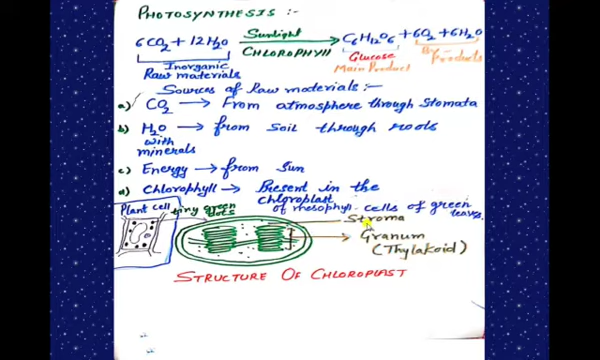 PHOTOSYNTHESIS :-
6CO2 + 12H2O Sunlight CHLOROPHYll C6H12O6 + 6O2 + 6H2O
Inorganic Raw materials Glucose Main Product By-Products
Sources of Raw materials:-
a) CO2 → From atmosphere through Stomata
b) H2O with minerals → from Soil through roots
c) Energy → from Sun
d) Chlorophyll → Present in the chloroplast
of mesophyll cells of green leaves.
Plant cell tiny green dots
Stroma
Granum
(Thylakoid)
STRUCTURE OF CHLOROPLAST